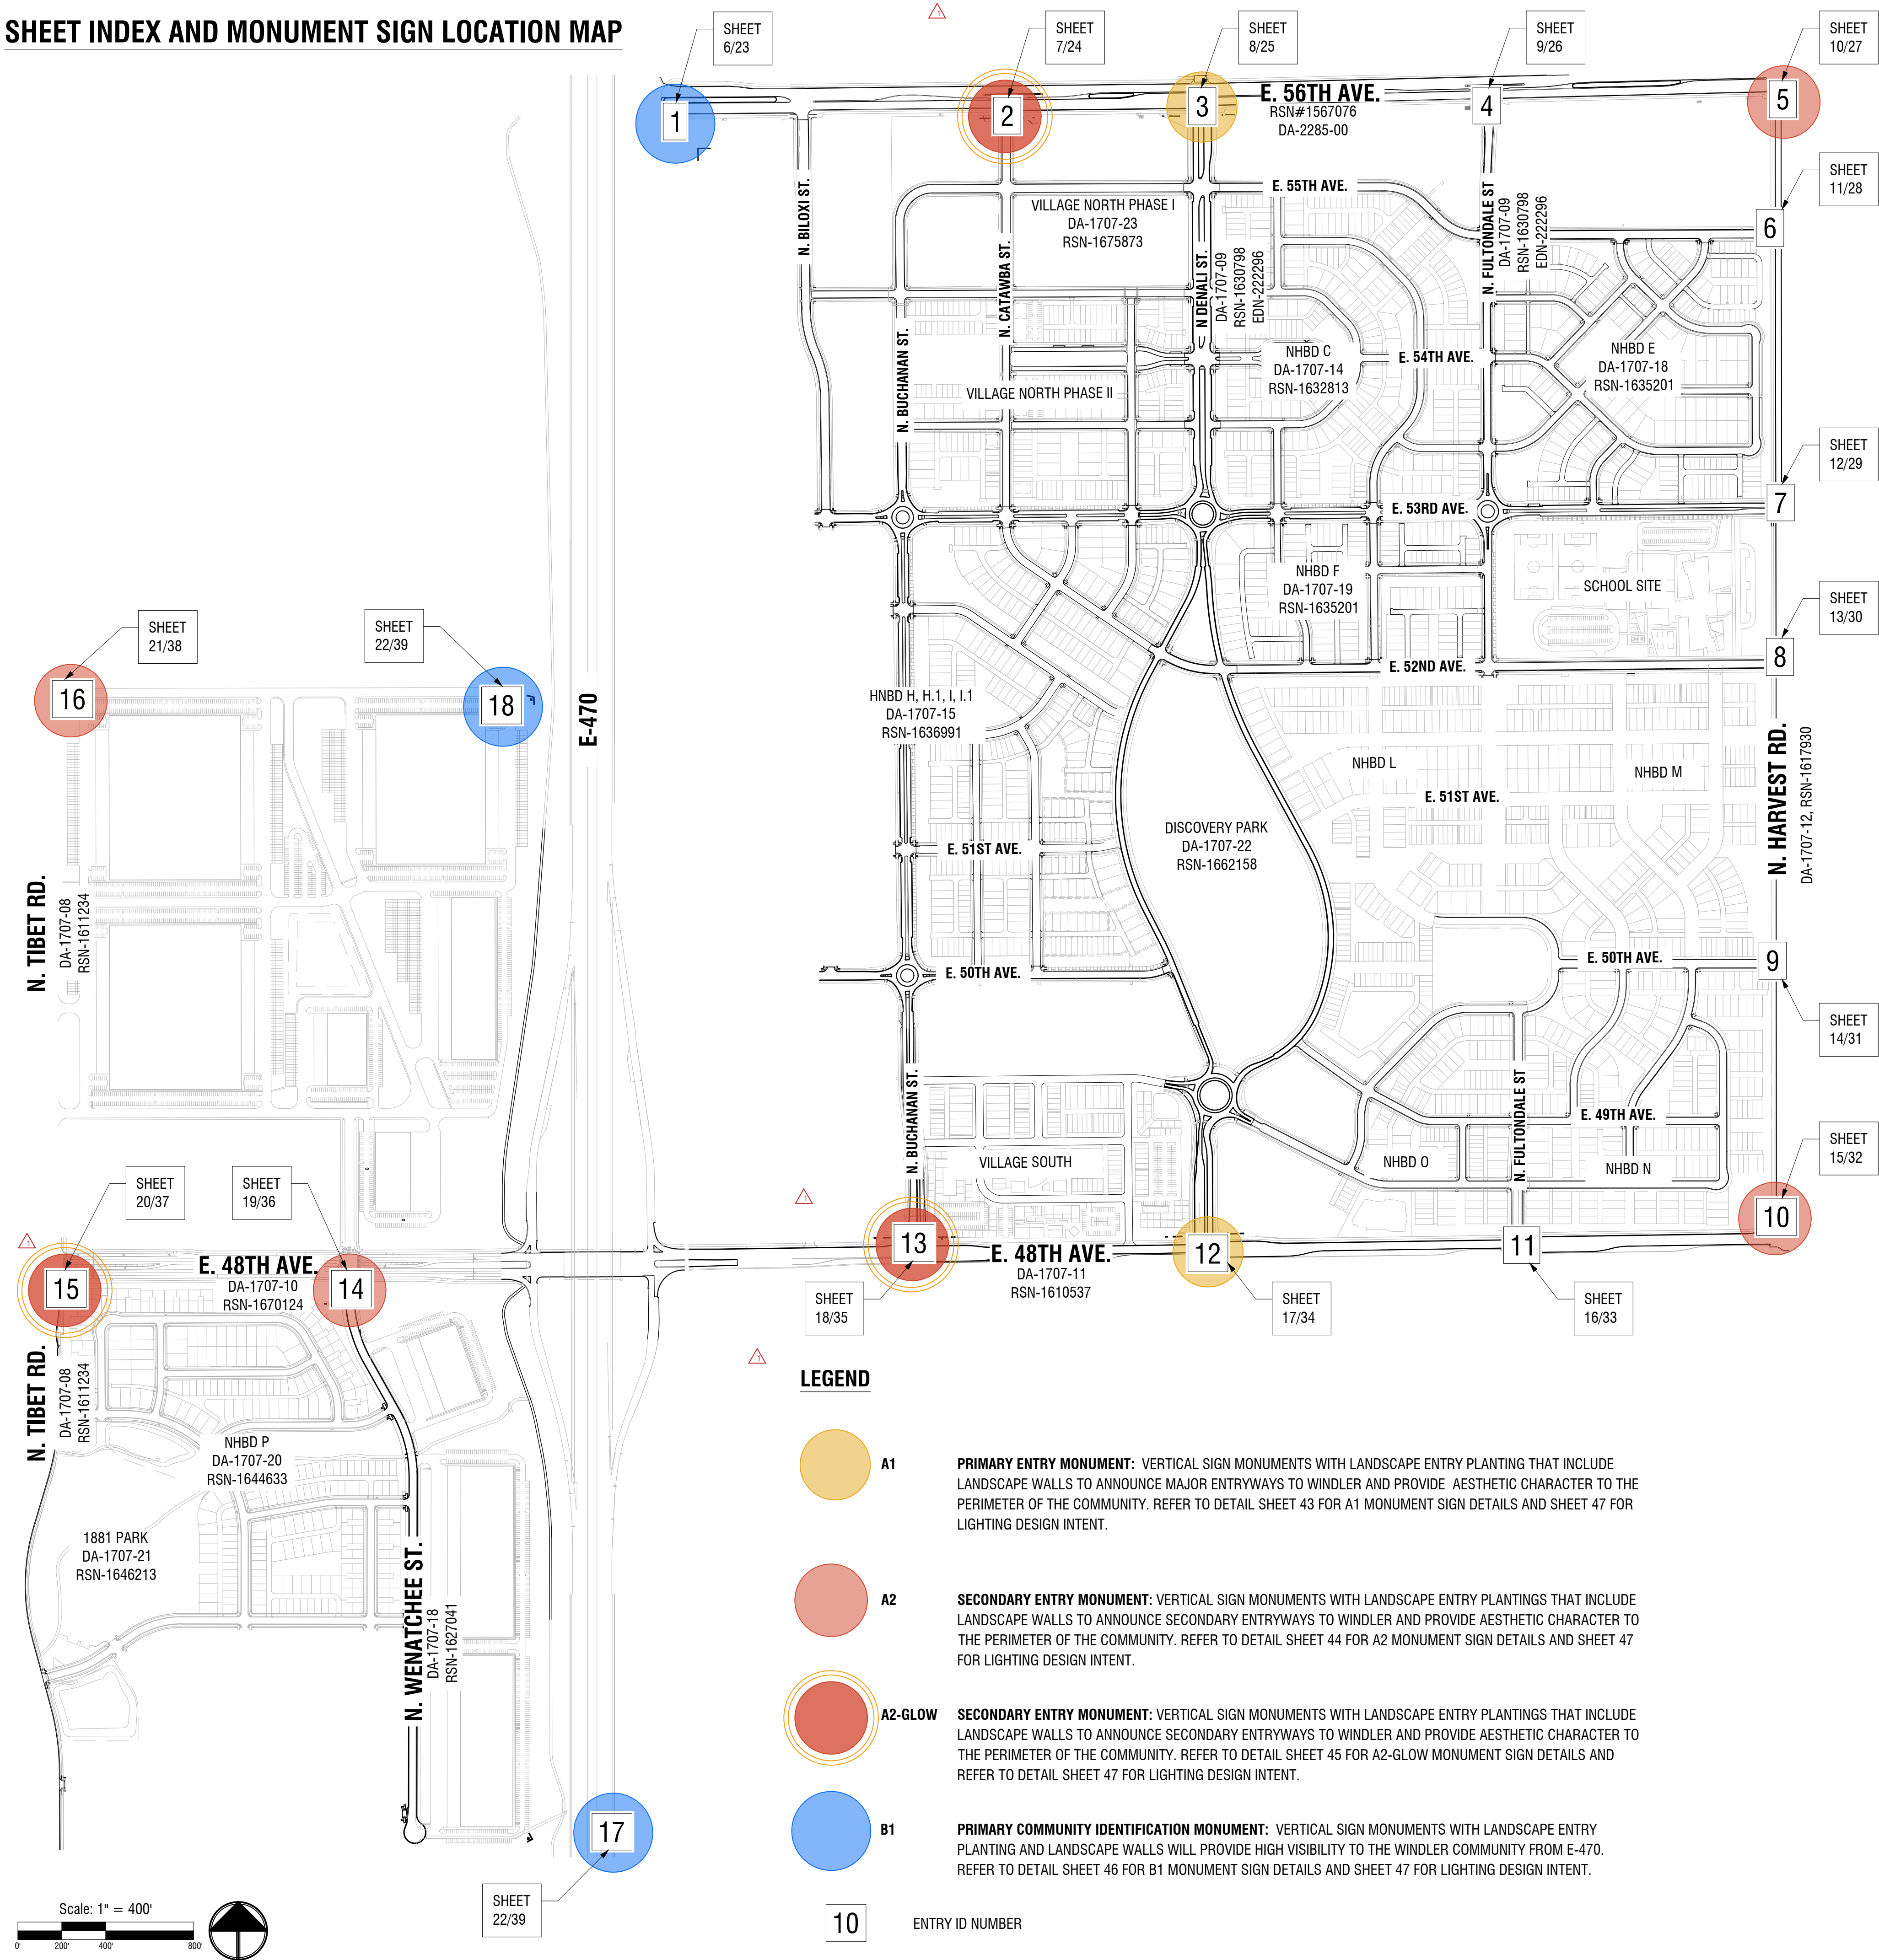 SHEET INDEX AND MONUMENT SIGN LOCATION MAP
SHEET
6/23
1
SHEET
7/24
SHEET
8/25
SHEET
9/26
SHEET
10/27
1
2
3
4
5
E. 56TH AVE.
RSN#1567076
DA-2285-00
SHEET
11/28
6
N. BILOXI ST.
E. 55TH AVE.
VILLAGE NORTH PHASE I
DA-1707-23
RSN-1675873
N. CATAWBA ST.
N DENALI ST.
DA-1707-09
RSN-1630798
EDN-222296
N. FULTONDALE ST
DA-1707-09
RSN-1630798
EDN-222296
N. BUCHANAN ST.
VILLAGE NORTH PHASE II
NHBD C
DA-1707-14
RSN-1632813
E. 54TH AVE.
NHBD E
DA-1707-18
RSN-1635201
SHEET
12/29
7
E. 53RD AVE.
NHBD F
DA-1707-19
RSN-1635201
SCHOOL SITE
SHEET
13/30
8
E. 52ND AVE.
SHEET
21/38
16
SHEET
22/39
18
E-470
HNBD H, H.1, I, I.1
DA-1707-15
RSN-1636991
NHBD L
NHBD M
E. 51ST AVE.
N. HARVEST RD.
DA-1707-12, RSN-1617930
DISCOVERY PARK
DA-1707-22
RSN-1662158
E. 51ST AVE.
N. TIBET RD.
DA-1707-08
RSN-1611234
E. 50TH AVE.
E. 50TH AVE.
9
SHEET
14/31
N. BUCHANAN ST.
N. FULTONDALE ST
E. 49TH AVE.
VILLAGE SOUTH
NHBD O
NHBD N
SHEET
15/32
10
SHEET
20/37
SHEET
19/36
1
1
15
14
13
12
11
E. 48TH AVE.
DA-1707-10
RSN-1670124
E. 48TH AVE.
DA-1707-11
RSN-1610537
SHEET
18/35
SHEET
17/34
SHEET
16/33
N. TIBET RD.
DA-1707-08
RSN-1611234
NHBD P
DA-1707-20
RSN-1644633
1881 PARK
DA-1707-21
RSN-1646213
N. WENATCHEE ST.
DA-1707-18
RSN-1627041
17
SHEET
22/39
1
LEGEND
A1
PRIMARY ENTRY MONUMENT: VERTICAL SIGN MONUMENTS WITH LANDSCAPE ENTRY PLANTING THAT INCLUDE
LANDSCAPE WALLS TO ANNOUNCE MAJOR ENTRYWAYS TO WINDLER AND PROVIDE AESTHETIC CHARACTER TO THE
PERIMETER OF THE COMMUNITY. REFER TO DETAIL SHEET 43 FOR A1 MONUMENT SIGN DETAILS AND SHEET 47 FOR
LIGHTING DESIGN INTENT.
A2
SECONDARY ENTRY MONUMENT: VERTICAL SIGN MONUMENTS WITH LANDSCAPE ENTRY PLANTINGS THAT INCLUDE
LANDSCAPE WALLS TO ANNOUNCE SECONDARY ENTRYWAYS TO WINDLER AND PROVIDE AESTHETIC CHARACTER TO
THE PERIMETER OF THE COMMUNITY. REFER TO DETAIL SHEET 44 FOR A2 MONUMENT SIGN DETAILS AND SHEET 47
FOR LIGHTING DESIGN INTENT.
A2-GLOW
SECONDARY ENTRY MONUMENT: VERTICAL SIGN MONUMENTS WITH LANDSCAPE ENTRY PLANTINGS THAT INCLUDE
LANDSCAPE WALLS TO ANNOUNCE SECONDARY ENTRYWAYS TO WINDLER AND PROVIDE AESTHETIC CHARACTER TO
THE PERIMETER OF THE COMMUNITY. REFER TO DETAIL SHEET 45 FOR A2-GLOW MONUMENT SIGN DETAILS AND
REFER TO DETAIL SHEET 47 FOR LIGHTING DESIGN INTENT.
B1
PRIMARY COMMUNITY IDENTIFICATION MONUMENT: VERTICAL SIGN MONUMENTS WITH LANDSCAPE ENTRY
PLANTING AND LANDSCAPE WALLS WILL PROVIDE HIGH VISIBILITY TO THE WINDLER COMMUNITY FROM E-470.
REFER TO DETAIL SHEET 46 FOR B1 MONUMENT SIGN DETAILS AND SHEET 47 FOR LIGHTING DESIGN INTENT.
10
ENTRY ID NUMBER
Scale: 1" = 400'
0' 200' 400' 800'